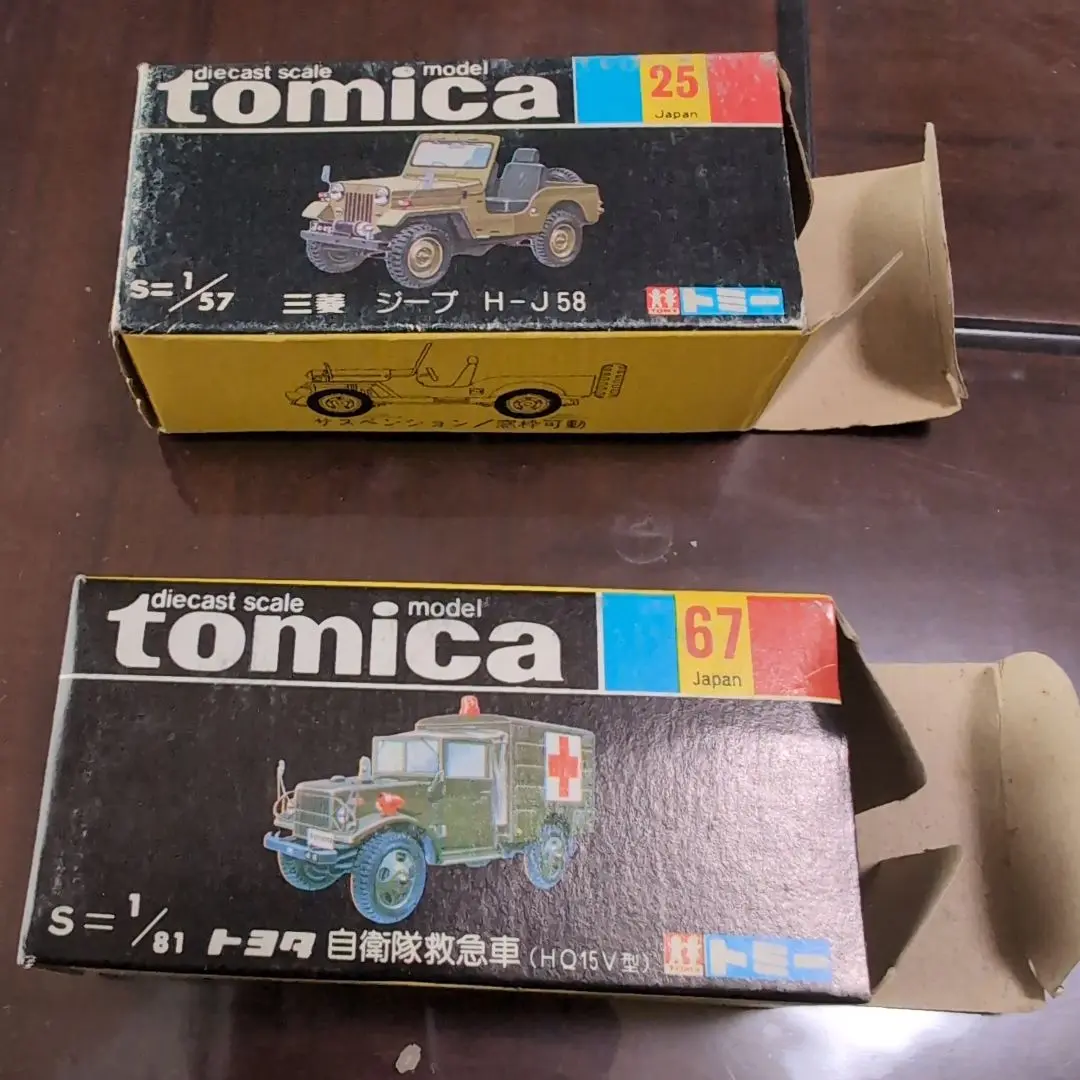 diecast scale model
tomica
25
Japan
S=1/57
三菱 ジープ H-J58
TOMY
トミー
サスペンション/窓枠可動
diecast scale model
tomica
67
Japan
S=1/81
トヨタ 自衛隊救急車 (HQ15V型)
トミー